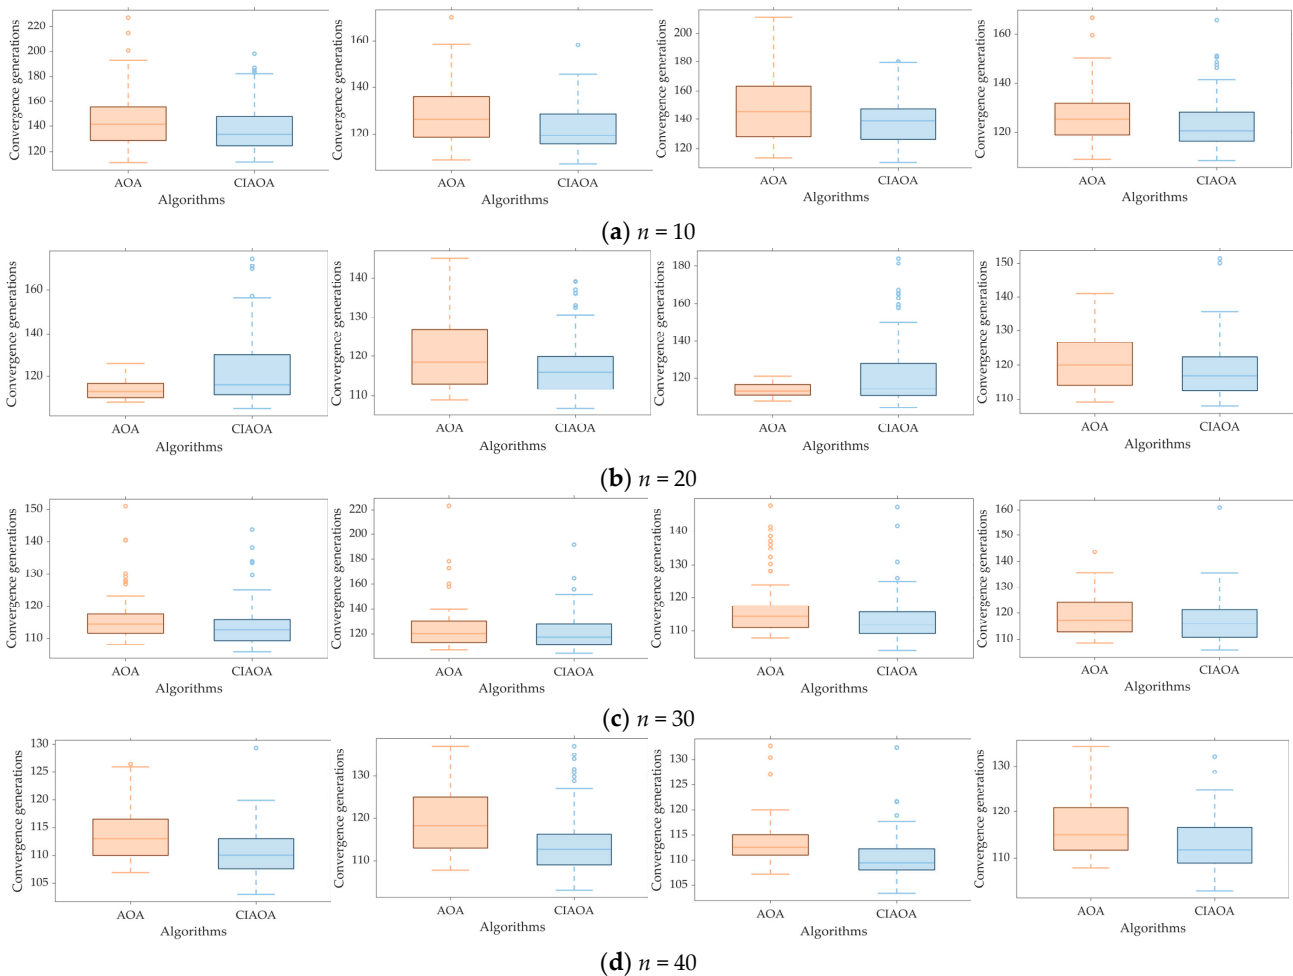 Convergence generations
220
200
180
160
140
120
AOA CIAOA
Algorithms
Convergence generations
160
140
120
AOA CIAOA
Algorithms
Convergence generations
200
180
160
140
120
AOA CIAOA
Algorithms
Convergence generations
160
140
120
AOA CIAOA
Algorithms
(a) n = 10
Convergence generations
160
140
120
AOA CIAOA
Algorithms
Convergence generations
140
130
120
110
AOA CIAOA
Algorithms
Convergence generations
180
160
140
120
AOA CIAOA
Algorithms
Convergence generations
150
140
130
120
110
AOA CIAOA
Algorithms
(b) n = 20
Convergence generations
150
140
130
120
110
AOA CIAOA
Algorithms
Convergence generations
220
200
180
160
140
120
AOA CIAOA
Algorithms
Convergence generations
140
130
120
110
AOA CIAOA
Algorithms
Convergence generations
160
150
140
130
120
110
AOA CIAOA
Algorithms
(c) n = 30
Convergence generations
130
125
120
115
110
105
AOA CIAOA
Algorithms
Convergence generations
130
120
110
AOA CIAOA
Algorithms
Convergence generations
130
125
120
115
110
105
AOA CIAOA
Algorithms
Convergence generations
130
120
110
AOA CIAOA
Algorithms
(d) n = 40